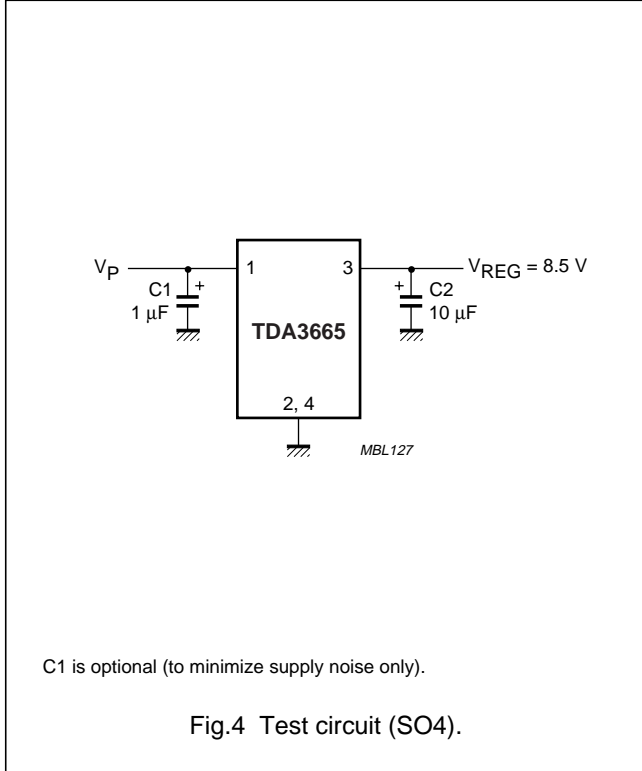 VP 1 3 VREG = 8.5 V
C1 + + C2
1 µF 10 µF
TDA3665
2, 4
MBL127
C1 is optional (to minimize supply noise only).
Fig.4 Test circuit (SO4).